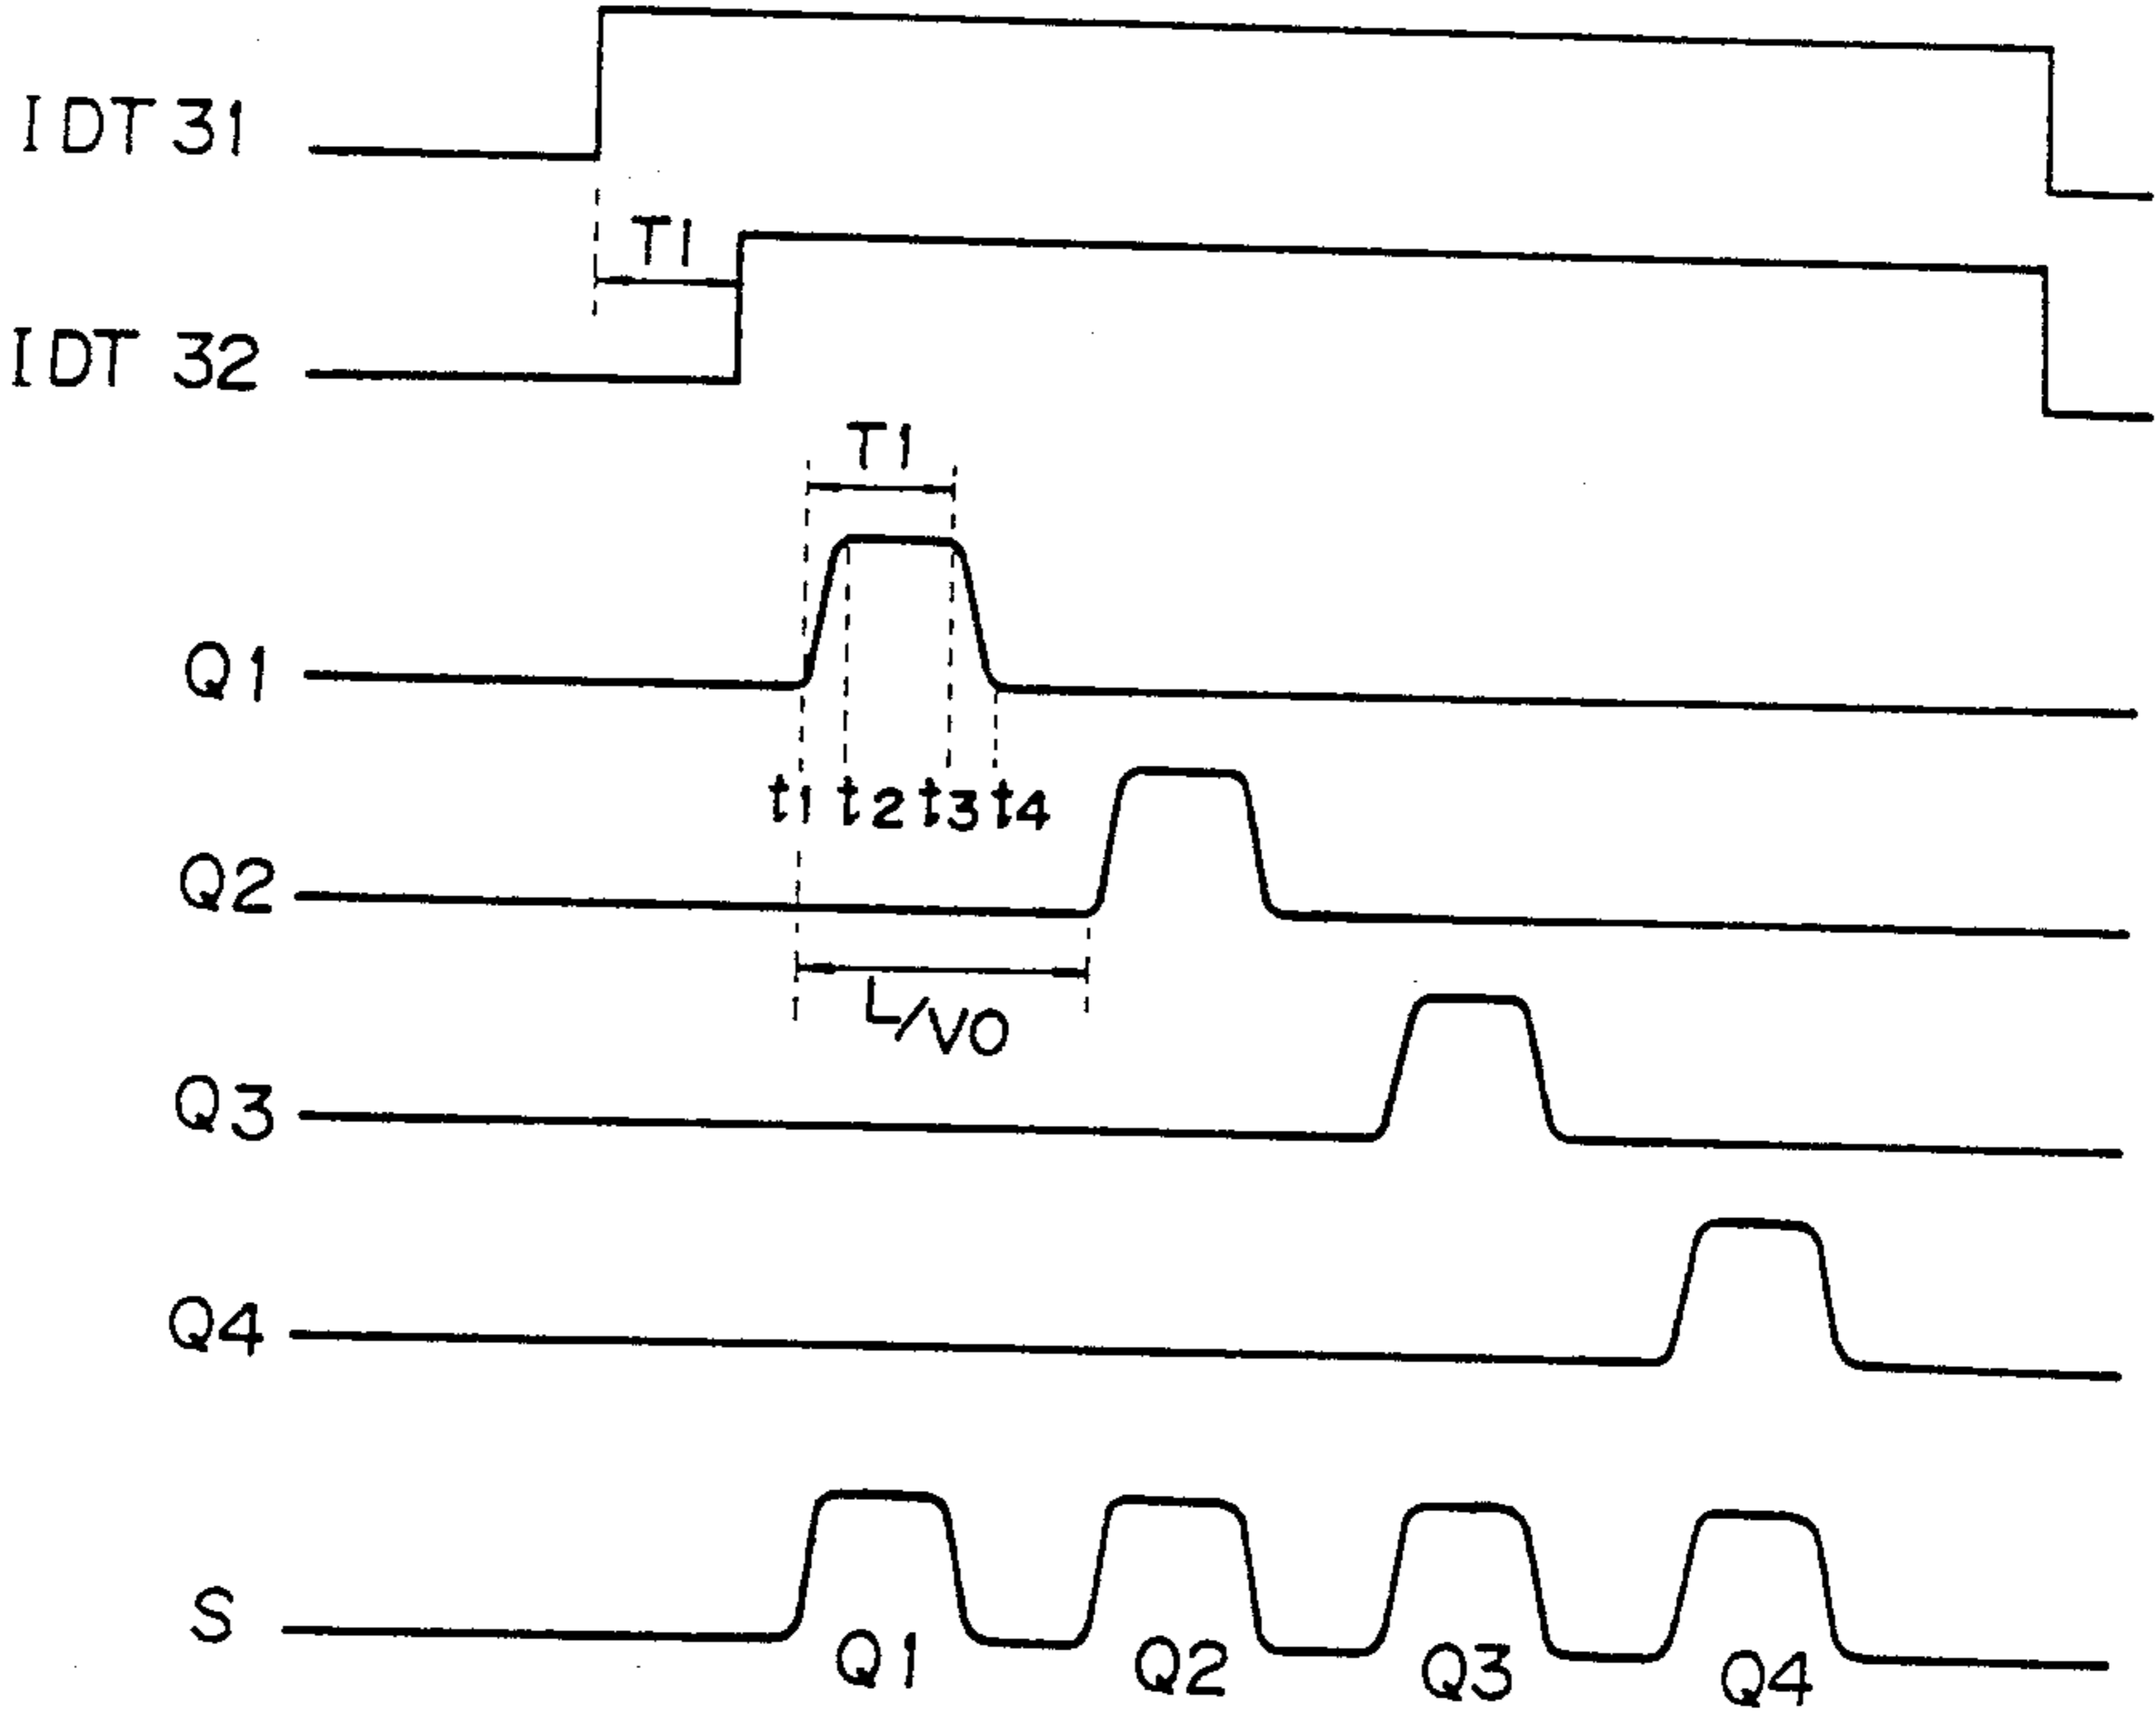 IDT 31
T1
IDT 32
T1
Q1
t1 t2 t3 t4
Q2
L/VO
Q3
Q4
S
Q1 Q2 Q3 Q4